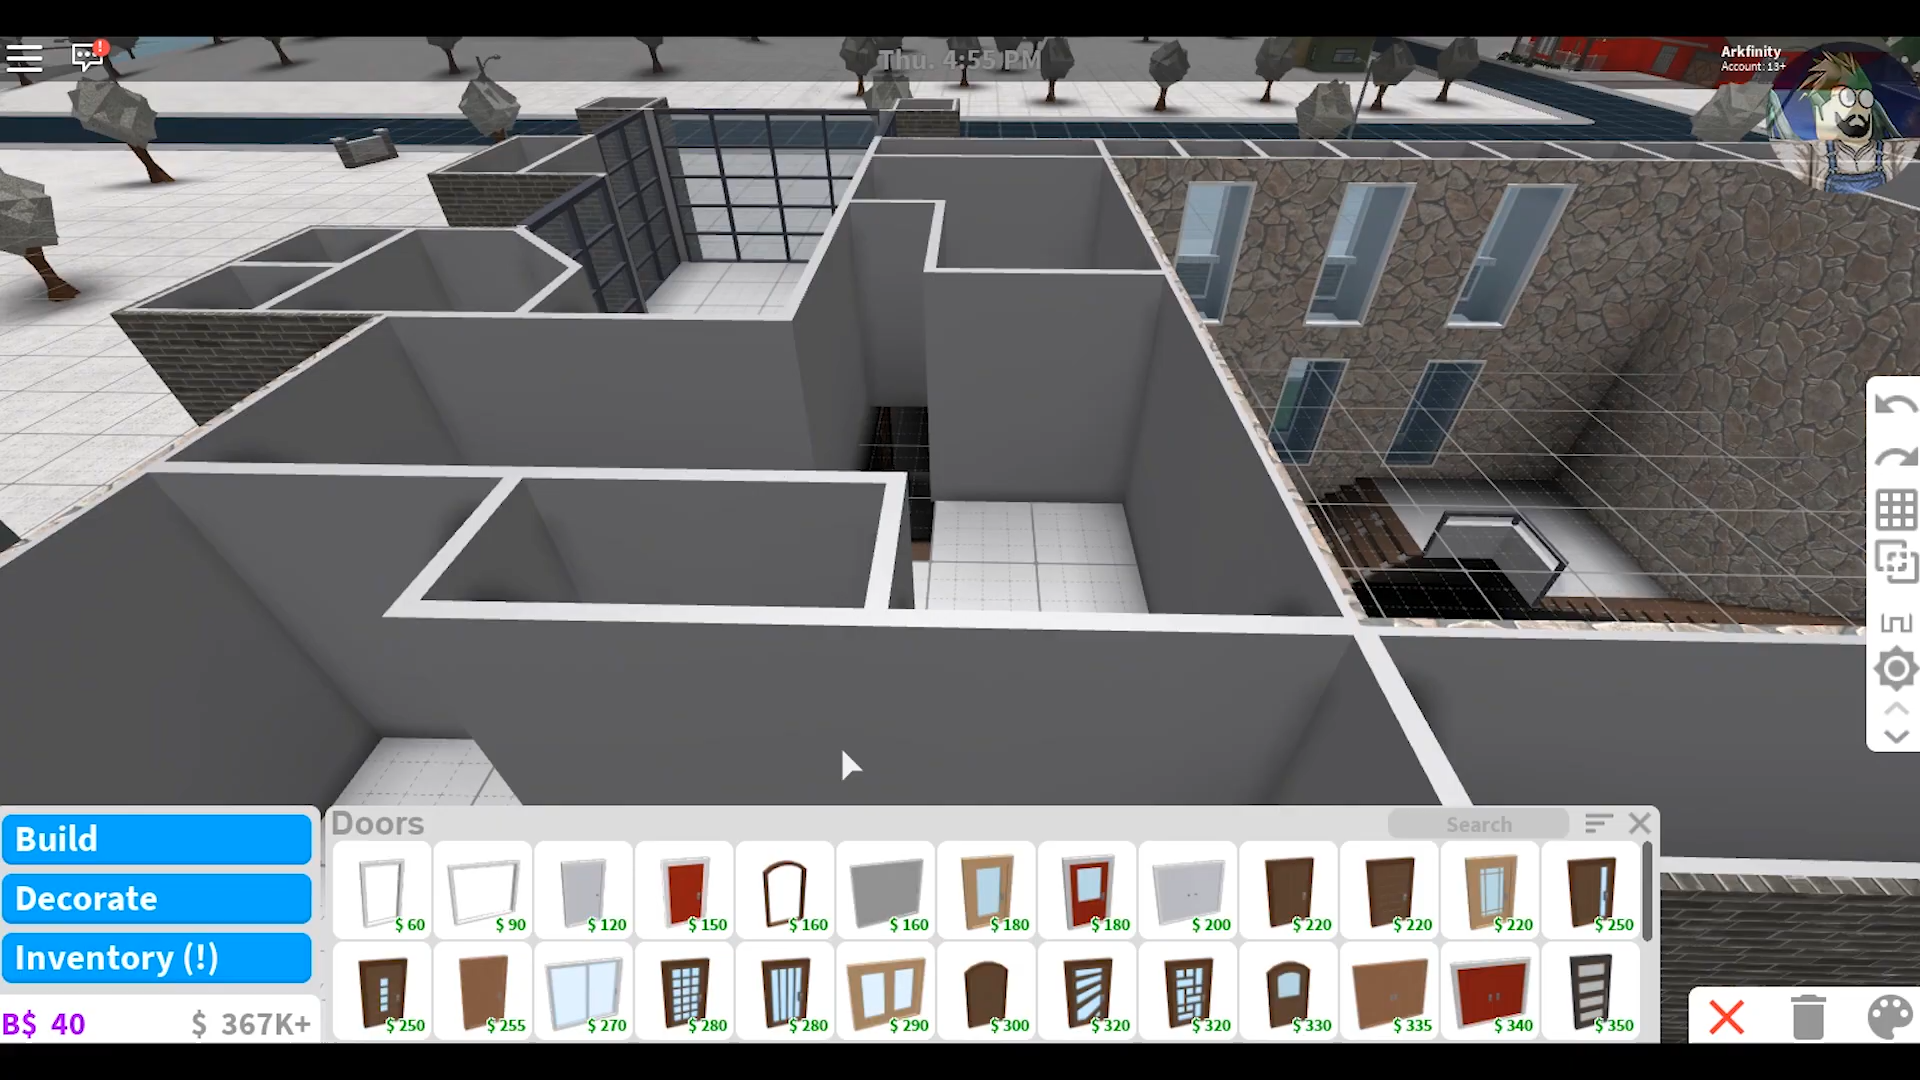 Thu. 4:55 PM
Arkfinity
Account: 13+
Build
Decorate
Inventory (!)
B$ 40
$ 367K+
Doors
Search
$ 60
$ 90
$ 120
$ 150
$ 160
$ 160
$ 180
$ 180
$ 200
$ 220
$ 220
$ 220
$ 250
$ 250
$ 255
$ 270
$ 280
$ 280
$ 290
$ 300
$ 320
$ 320
$ 330
$ 335
$ 340
$ 350